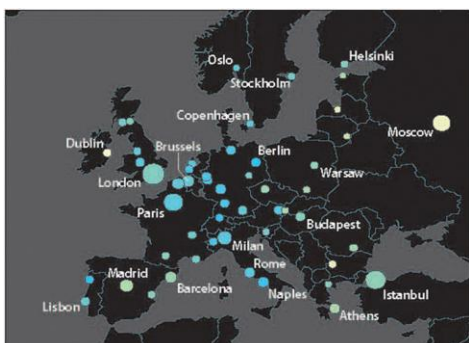 Oslo
Helsinki
Stockholm
Copenhagen
Moscow
Dublin
Brussels
Berlin
London
Warsaw
Paris
Budapest
Milan
Madrid
Rome
Barcelona
Naples
Istanbul
Lisbon
Athens